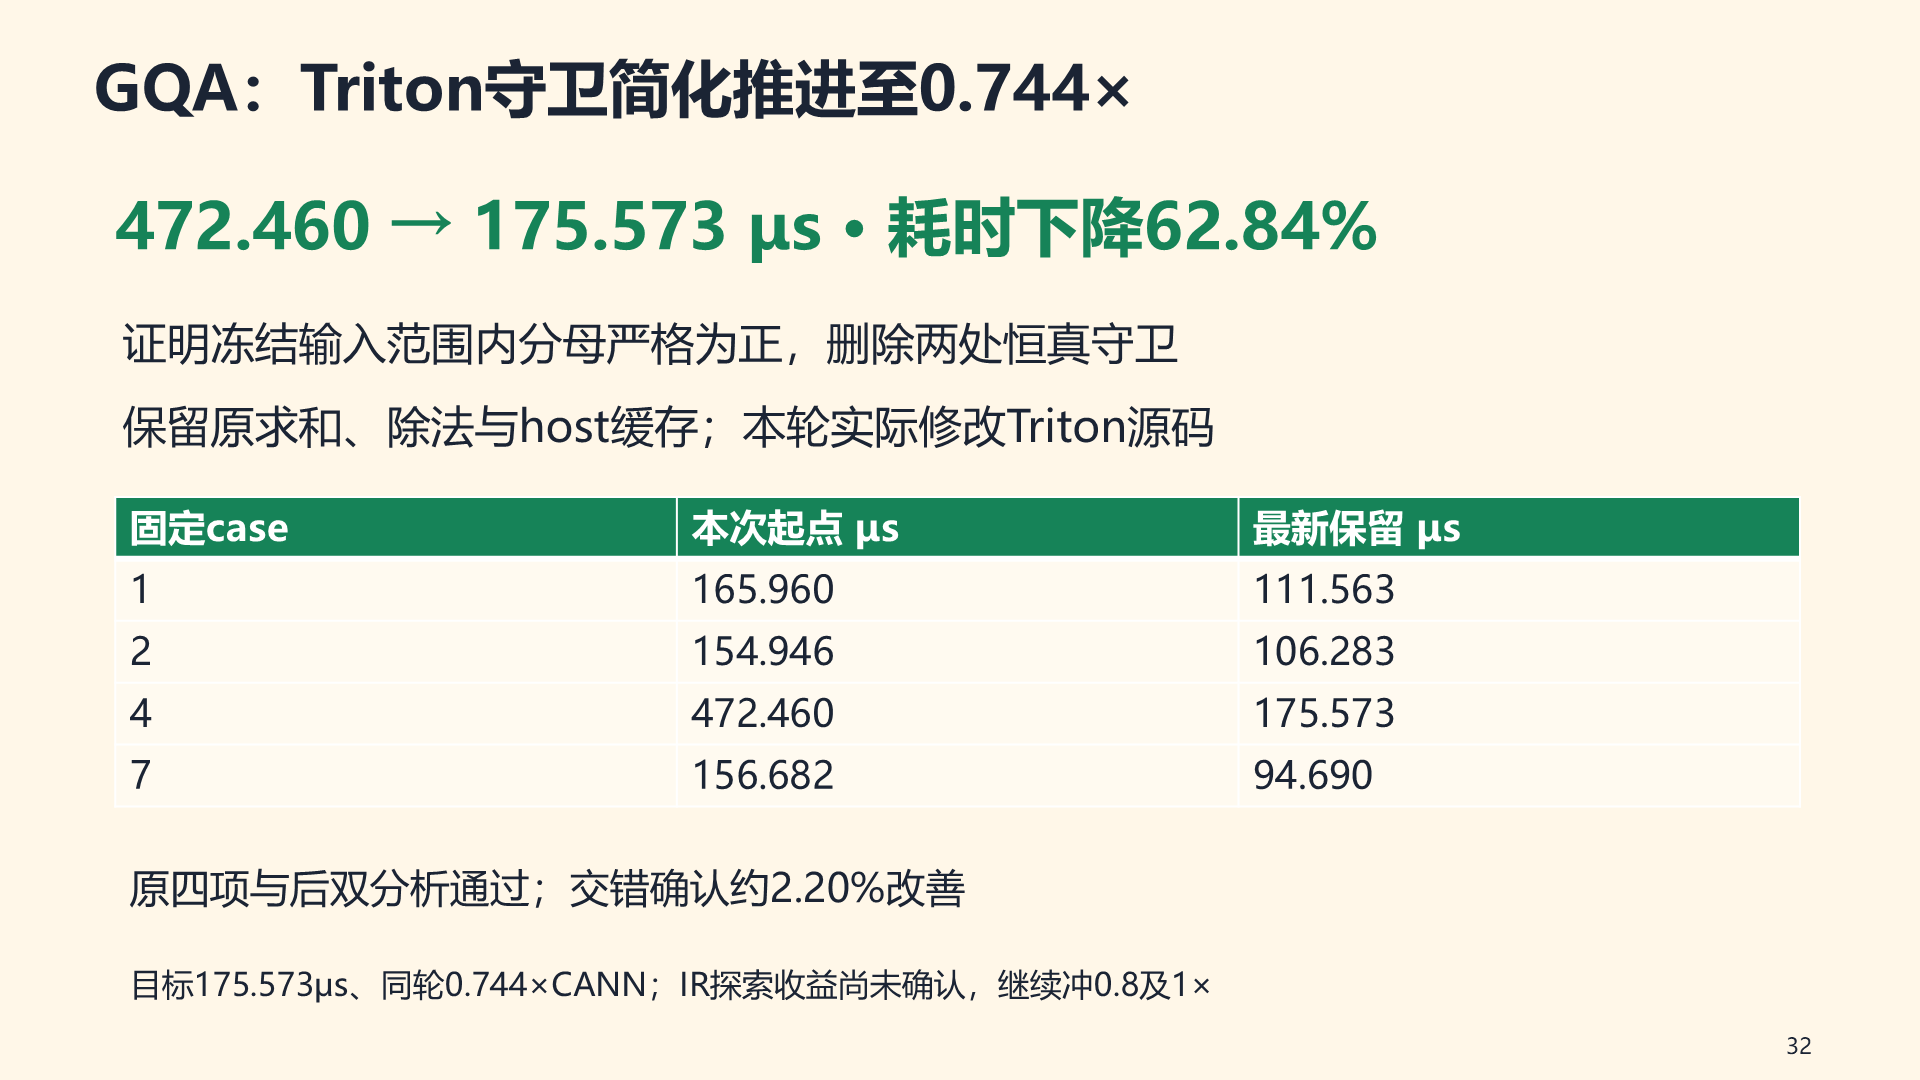 GQA：Triton守卫简化推进至0.744×
472.460 → 175.573 µs · 耗时下降62.84%
证明冻结输入范围内分母严格为正，删除两处恒真守卫
保留原求和、除法与host缓存；本轮实际修改Triton源码
固定case 本次起点 µs 最新保留 µs
1 165.960 111.563
2 154.946 106.283
4 472.460 175.573
7 156.682 94.690
原四项与后双分析通过；交错确认约2.20%改善
目标175.573µs、同轮0.744×CANN；IR探索收益尚未确认，继续冲0.8及1×
32